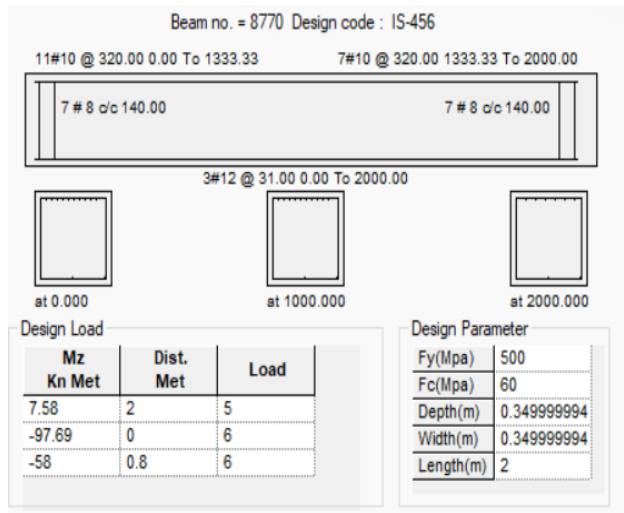 Beam no. = 8770 Design code : IS-456
11#10 @ 320.00 0.00 To 1333.33 7#10 @ 320.00 1333.33 To 2000.00
7 # 8 c/c 140.00 7 # 8 c/c 140.00
3#12 @ 31.00 0.00 To 2000.00
at 0.000 at 1000.000 at 2000.000
Design Load Design Parameter
Mz Kn Met Dist. Met Load
7.58 2 5
-97.69 0 6
-58 0.8 6
Fy(Mpa) 500
Fc(Mpa) 60
Depth(m) 0.349999994
Width(m) 0.349999994
Length(m) 2